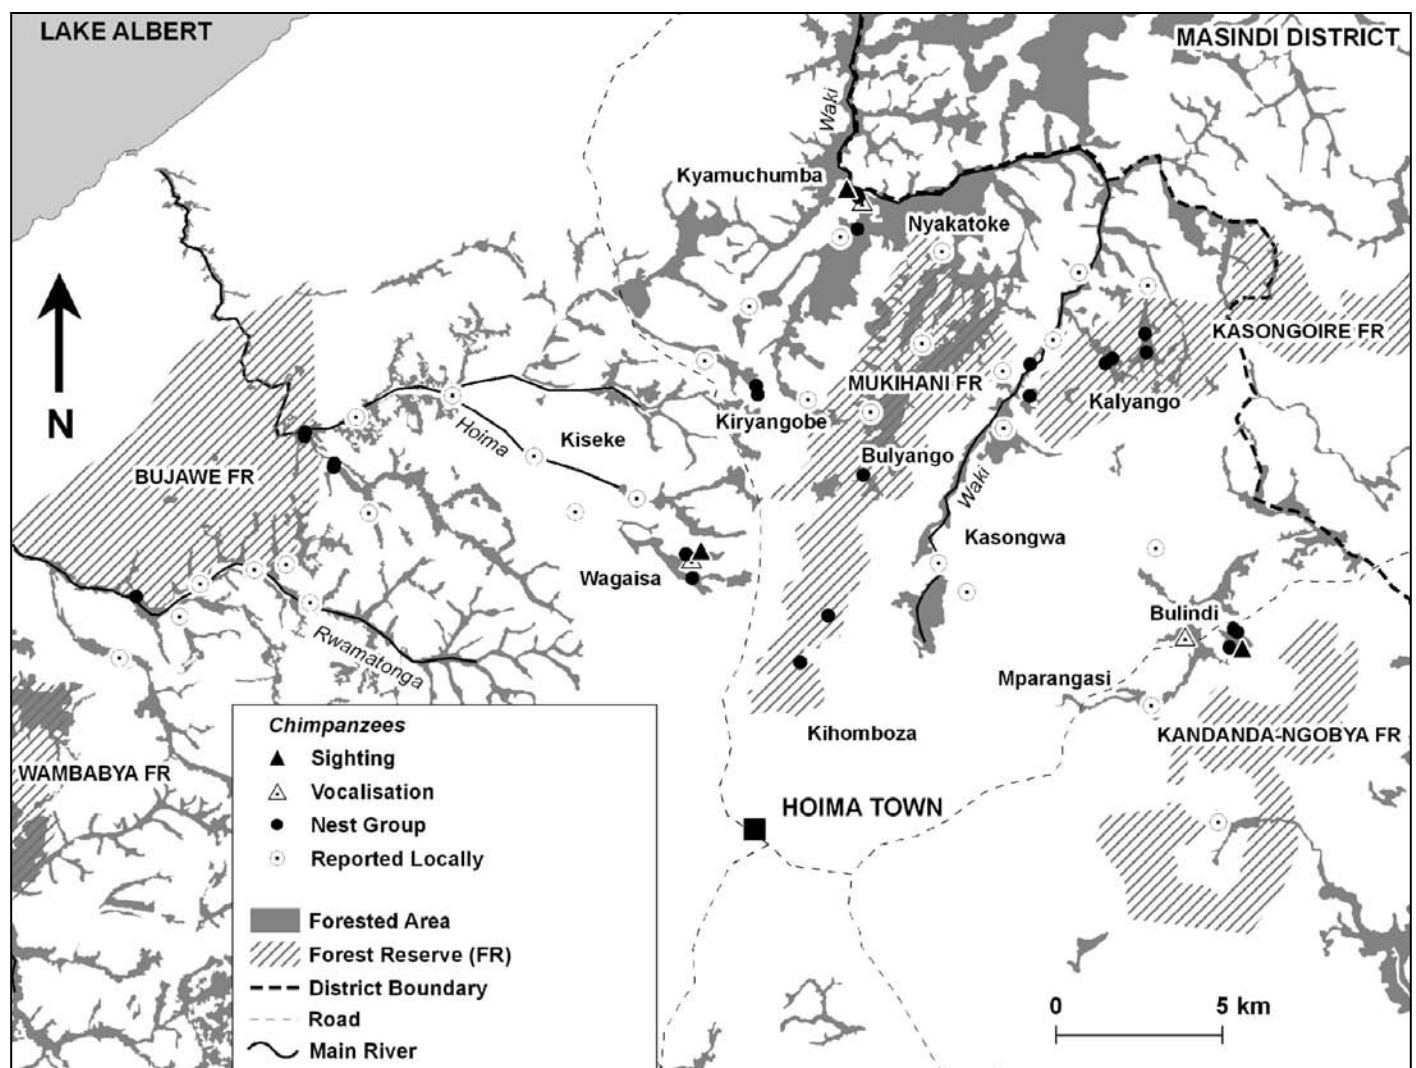 LAKE ALBERT
MASINDI DISTRICT
Waki
Kyamuchumba
Nyakatoke
KASONGOIRE FR
MUKIHANI FR
Kalyango
Kiryangobe
Hoima
Kiseke
Bulyango
N
BUJAWE FR
Waki
Kasongwa
Wagaisa
Bulindi
Rwamatonga
Mparangasi
Kihomboza
KANDANDA-NGOBYA FR
WAMBABYA FR
HOIMA TOWN
Chimpanzees
Sighting
Vocalisation
Nest Group
Reported Locally
Forested Area
Forest Reserve (FR)
District Boundary
Road
Main River
0 5 km